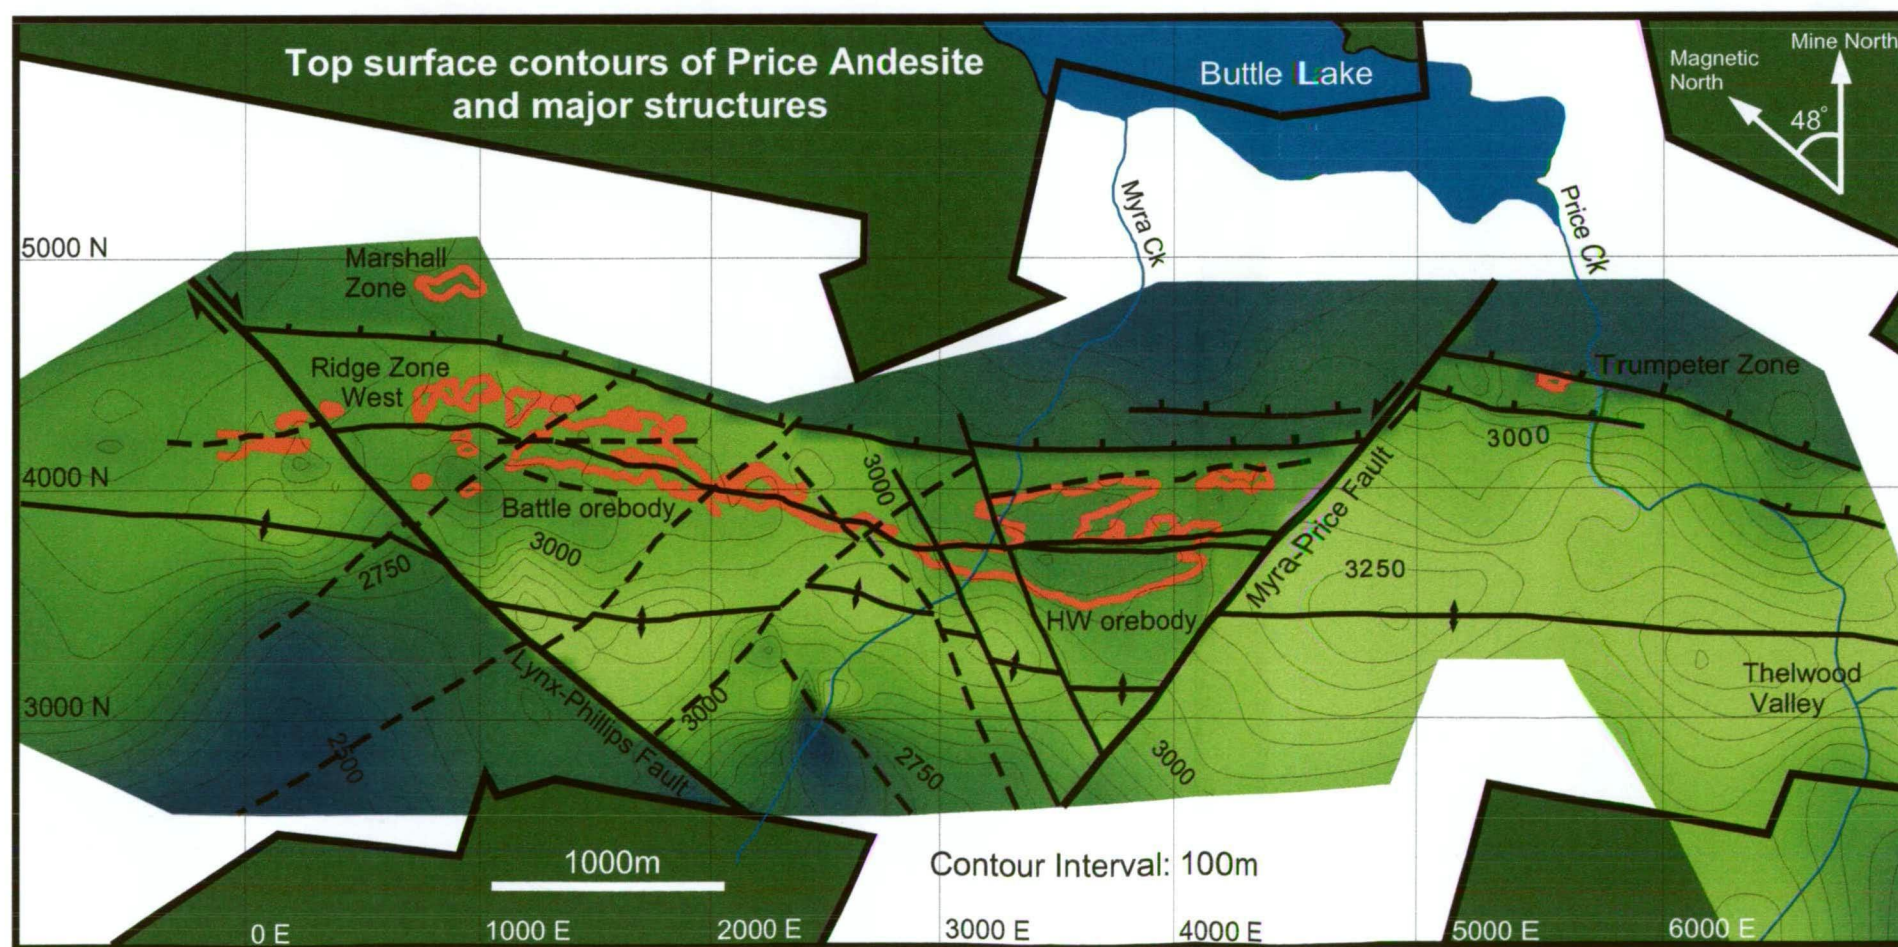 Top surface contours of Price Andesite
and major structures
Buttle Lake
Mine North
Magnetic
North
48°
Myra Ck
Price Ck
5000 N
Marshall
Zone
Ridge Zone
West
Trumpeter Zone
3000
3000
4000 N
Battle orebody
3000
2750
Myra-Price Fault
3250
HW orebody
Lynx-Phillips Fault
Thelwood
Valley
3000 N
3000
2500
2750
3000
1000m
Contour Interval: 100m
0 E
1000 E
2000 E
3000 E
4000 E
5000 E
6000 E